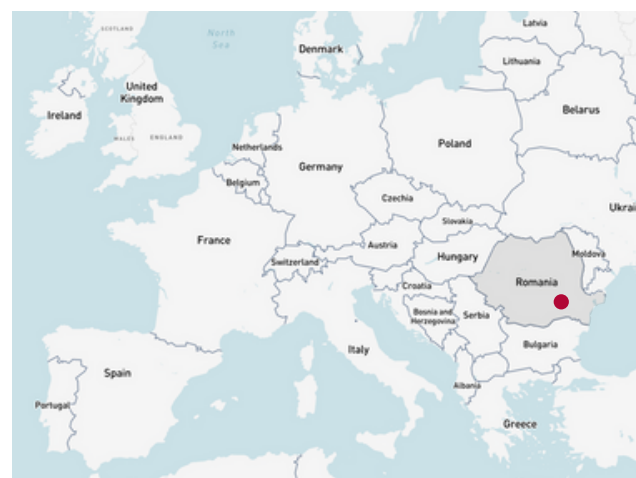 SCOTLAND
North
Sea
Denmark
Latvia
Lithuania
United
Kingdom
Ireland
WALES
ENGLAND
Netherlands
Belgium
Germany
Poland
Belarus
Czechia
Slovakia
Ukrai
France
Switzerland
Austria
Hungary
Moldova
Romania
Croatia
Bosnia and
Herzegovina
Serbia
Italy
Bulgaria
Albania
Greece
Spain
Portugal